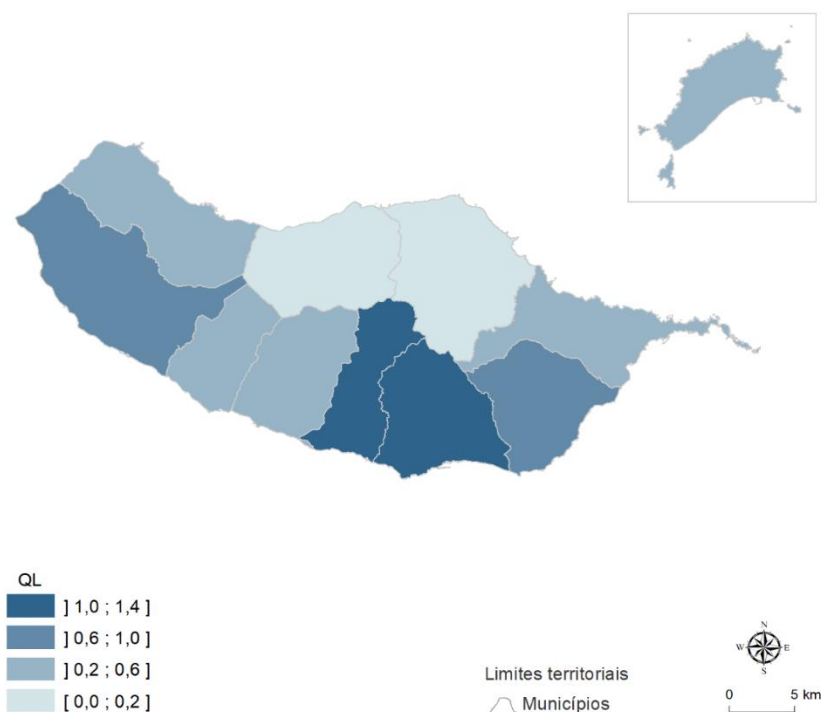 QL
] 1,0 ; 1,4 ]
] 0,6 ; 1,0 ]
] 0,2 ; 0,6 ]
[ 0,0 ; 0,2 ]
Limites territoriais
Municípios
N
W E
S
0 5 km